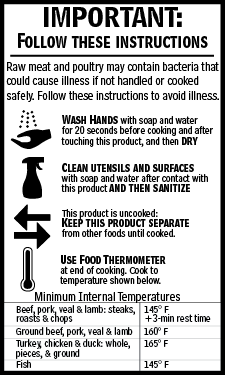 IMPORTANT:
FOLLOW THESE INSTRUCTIONS
Raw meat and poultry may contain bacteria that
could cause illness if not handled or cooked
safely. Follow these instructions to avoid illness.
WASH HANDS with soap and water
for 20 seconds before cooking and after
touching this product, and then DRY
CLEAN UTENSILS AND SURFACES
with soap and water after contact with
this product AND THEN SANITIZE
This product is uncooked:
KEEP THIS PRODUCT SEPARATE
from other foods until cooked.
USE FOOD THERMOMETER
at end of cooking. Cook to
temperature shown below.
Minimum Internal Temperatures
Beef, pork, veal & lamb: steaks, 145° F
roasts & chops +3-min rest time
Ground beef, pork, veal & lamb 160° F
Turkey, chicken & duck: whole, 165° F
pieces, & ground
Fish 145° F